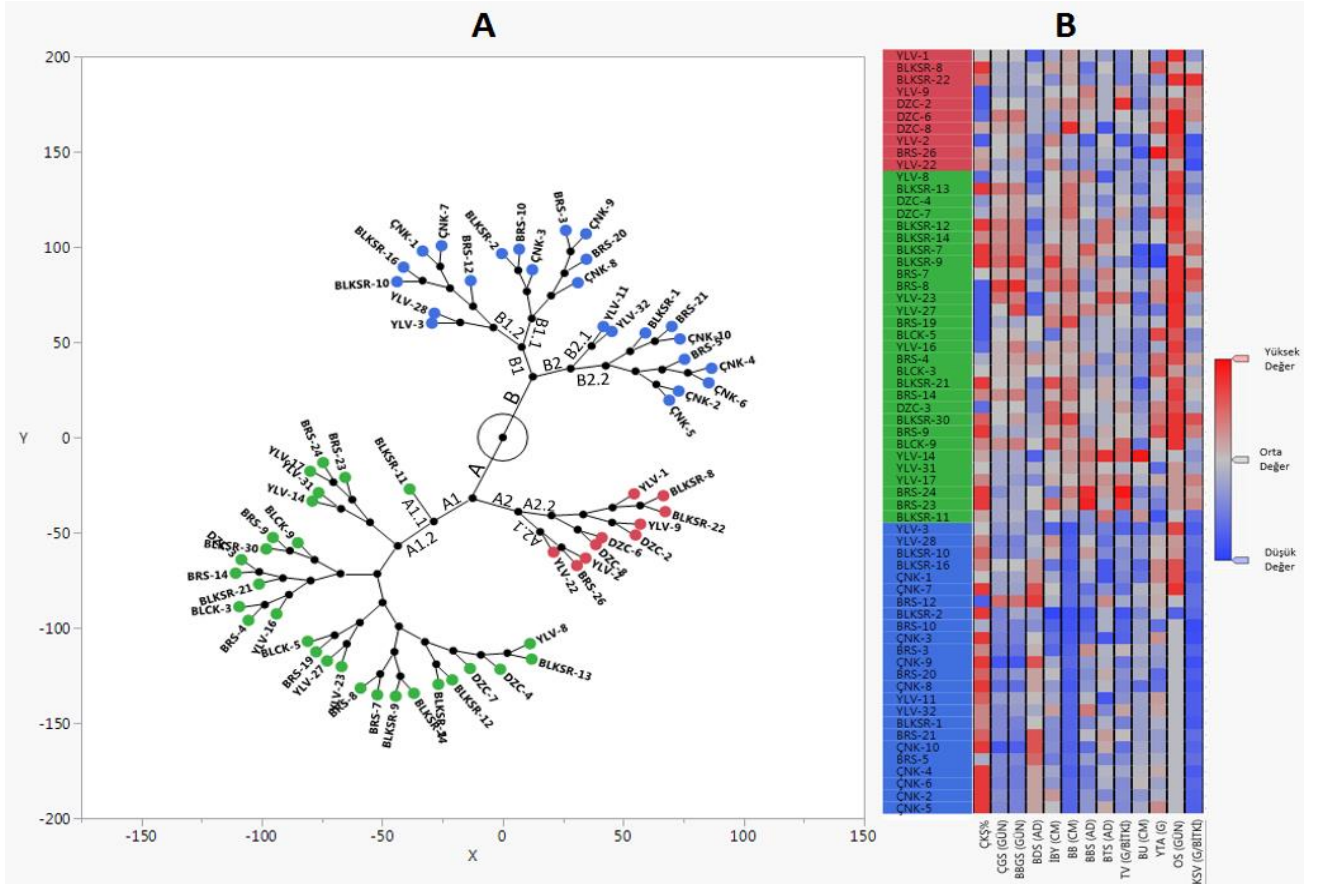 A
B
200
150
100
50
0
-50
-100
-150
-200
Y
-150
-100
-50
0
50
100
150
X
BLKSR-10
BLKSR-16
ÇNK-1
ÇNK-7
BRS-12
YLV-28
YLV-3
BLKSR-2
BRS-10
ÇNK-3
BRS-3
ÇNK-9
BRS-20
ÇNK-8
YLV-11
YLV-32
BLKSR-1
BRS-21
ÇNK-10
BRS-5
ÇNK-4
ÇNK-6
ÇNK-2
ÇNK-5
B1.2
B1.1
B1
B2
B2.1
B2.2
B
A
A1
A1.1
A1.2
A2
A2.1
A2.2
BLKSR-11
BRS-23
BRS-24
YLV-17
YLV-31
YLV-14
BLCK-9
BRS-9
BLKSR-30
BRS-14
BLKSR-21
BLCK-3
BRS-4
YLV-16
BLCK-5
BRS-19
YLV-27
YLV-23
BRS-8
BRS-7
BLKSR-9
BLKSR-12
DZC-7
DZC-4
BLKSR-13
YLV-8
YLV-1
BLKSR-8
BLKSR-22
YLV-9
DZC-2
DZC-6
DZC-8
YLV-2
BRS-26
YLV-22
YLV-1
BLKSR-8
BLKSR-22
YLV-9
DZC-2
DZC-6
DZC-8
YLV-2
BRS-26
YLV-22
YLV-8
BLKSR-13
DZC-4
DZC-7
BLKSR-12
BLKSR-14
BLKSR-7
BLKSR-9
BRS-7
BRS-8
YLV-23
YLV-27
BRS-19
BLCK-5
YLV-16
BRS-4
BLCK-3
BLKSR-21
BRS-14
DZC-3
BLKSR-30
BRS-9
BLCK-9
YLV-14
YLV-31
YLV-17
BRS-24
BRS-23
BLKSR-11
YLV-3
YLV-28
BLKSR-10
BLKSR-16
ÇNK-1
ÇNK-7
BRS-12
BLKSR-2
BRS-10
ÇNK-3
BRS-3
ÇNK-9
BRS-20
ÇNK-8
YLV-11
YLV-32
BLKSR-1
BRS-21
ÇNK-10
BRS-5
ÇNK-4
ÇNK-6
ÇNK-2
ÇNK-5
ÇKŞ%
ÇGS (GÜN)
BBGS (GÜN)
BDS (AD)
İBY (CM)
BB (CM)
BBS (AD)
BTS (AD)
TV (G/BİTKİ)
BU (CM)
YTA (G)
OS (GÜN)
KSV (G/BİTKİ)
Yüksek
Değer
Orta
Değer
Düşük
Değer